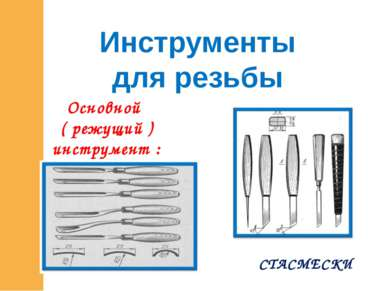 Инструменты
для резьбы
Основной
( режущий )
инструмент :
СТАСМЕСКИ